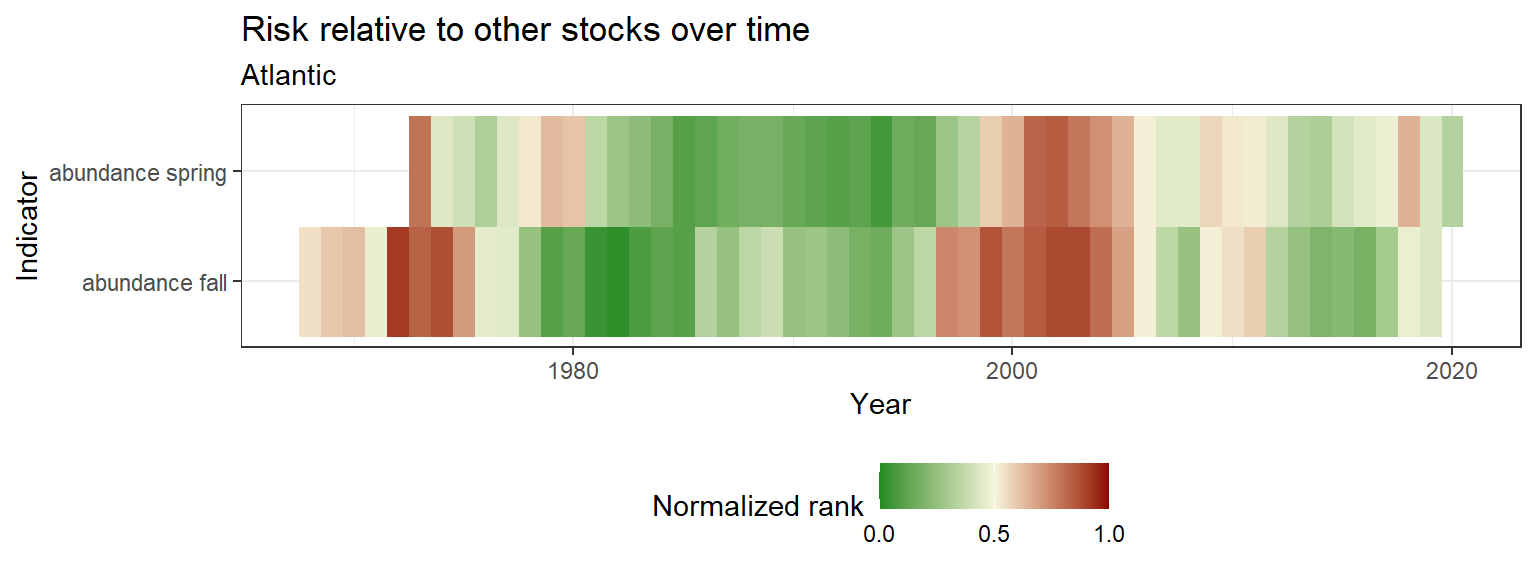 Risk relative to other stocks over time
Atlantic
Indicator
abundance spring
abundance fall
1980 2000 2020
Year
Normalized rank
0.0 0.5 1.0